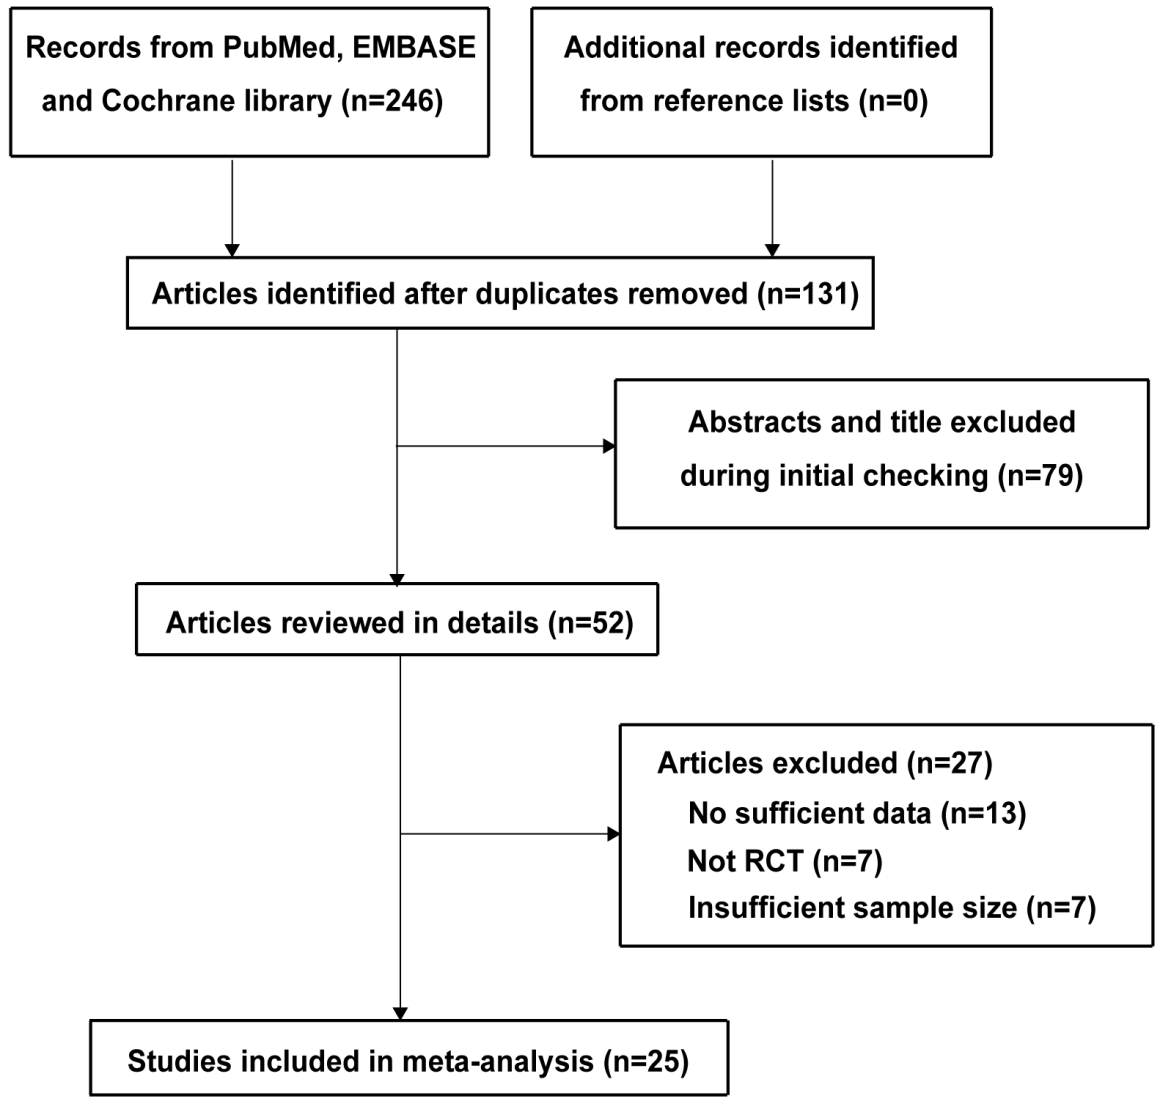 Records from PubMed, EMBASE
and Cochrane library (n=246)
Additional records identified
from reference lists (n=0)
Articles identified after duplicates removed (n=131)
Abstracts and title excluded
during initial checking (n=79)
Articles reviewed in details (n=52)
Articles excluded (n=27)
No sufficient data (n=13)
Not RCT (n=7)
Insufficient sample size (n=7)
Studies included in meta-analysis (n=25)